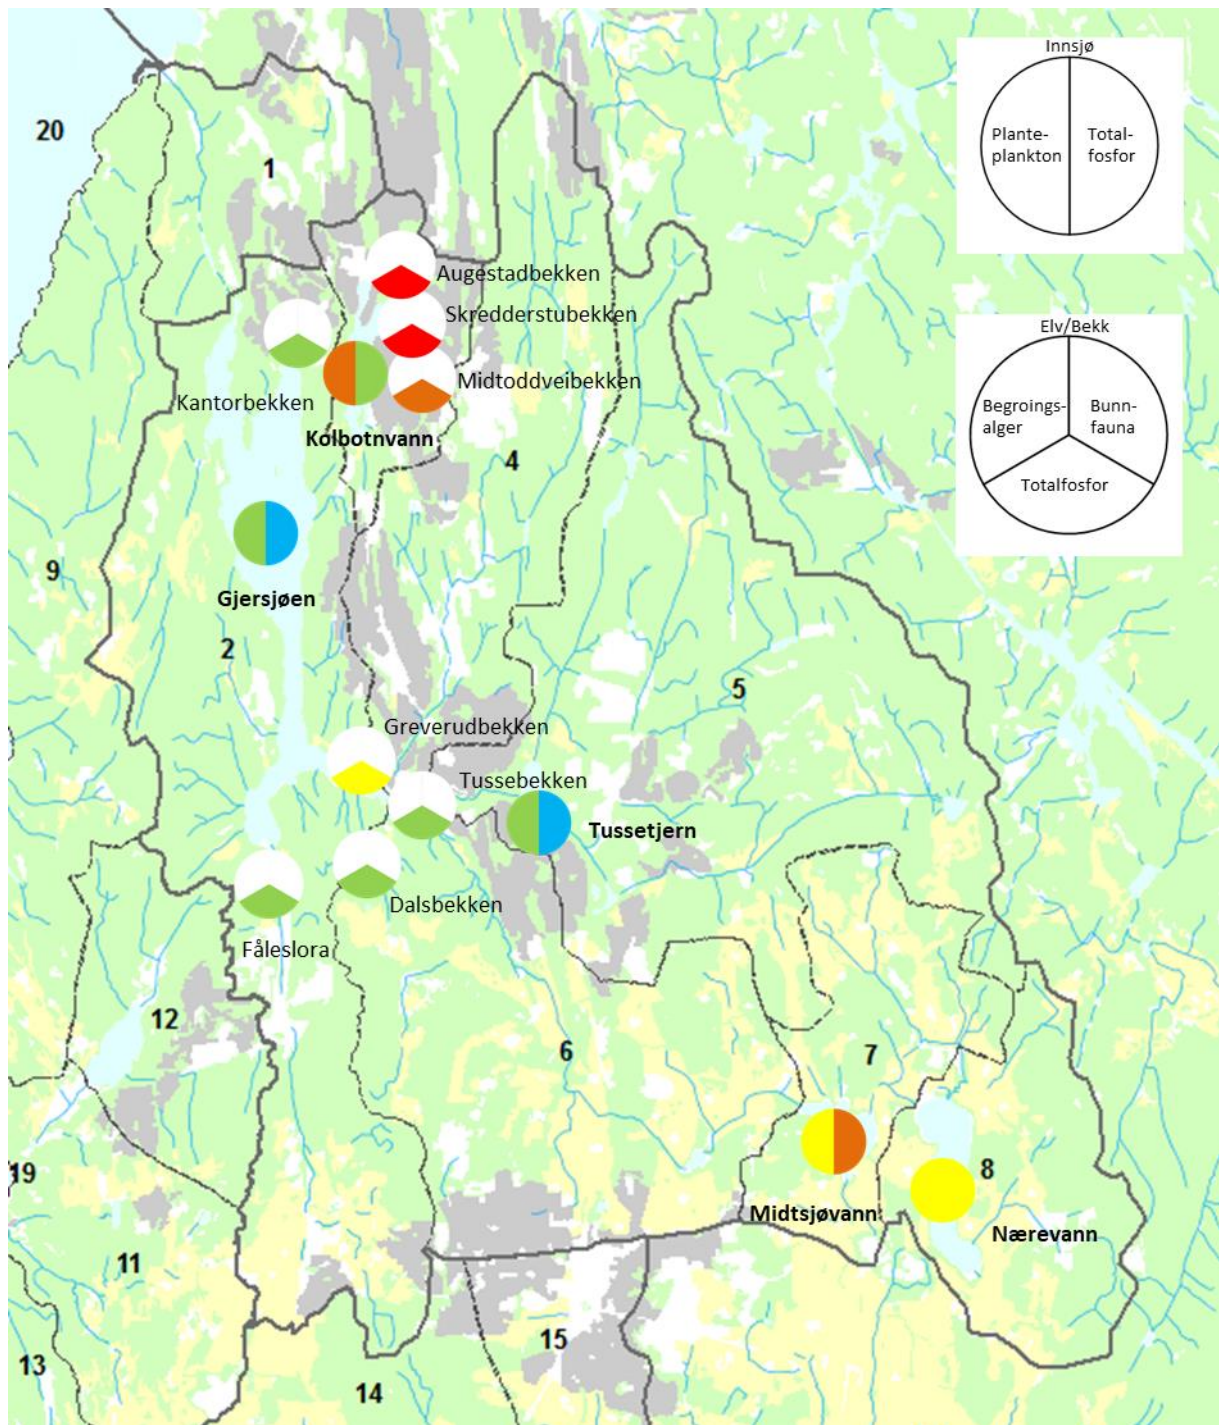 Innsjø
Plante-
plankton
Total-
fosfor
20
1
Augestadbekken
Skredderstubekken
Elv/Bekk
Midtoddveibekken
Kantorbekken
Begroings-
alger
Bunn-
fauna
Kolbotnvann
4
Totalfosfor
9
Gjersjøen
2
5
Greverudbekken
Tussebekken
Tussetjern
Dalsbekken
Fåleslora
12
6
7
19
8
Midtsjøvann
Nærevann
11
15
13
14